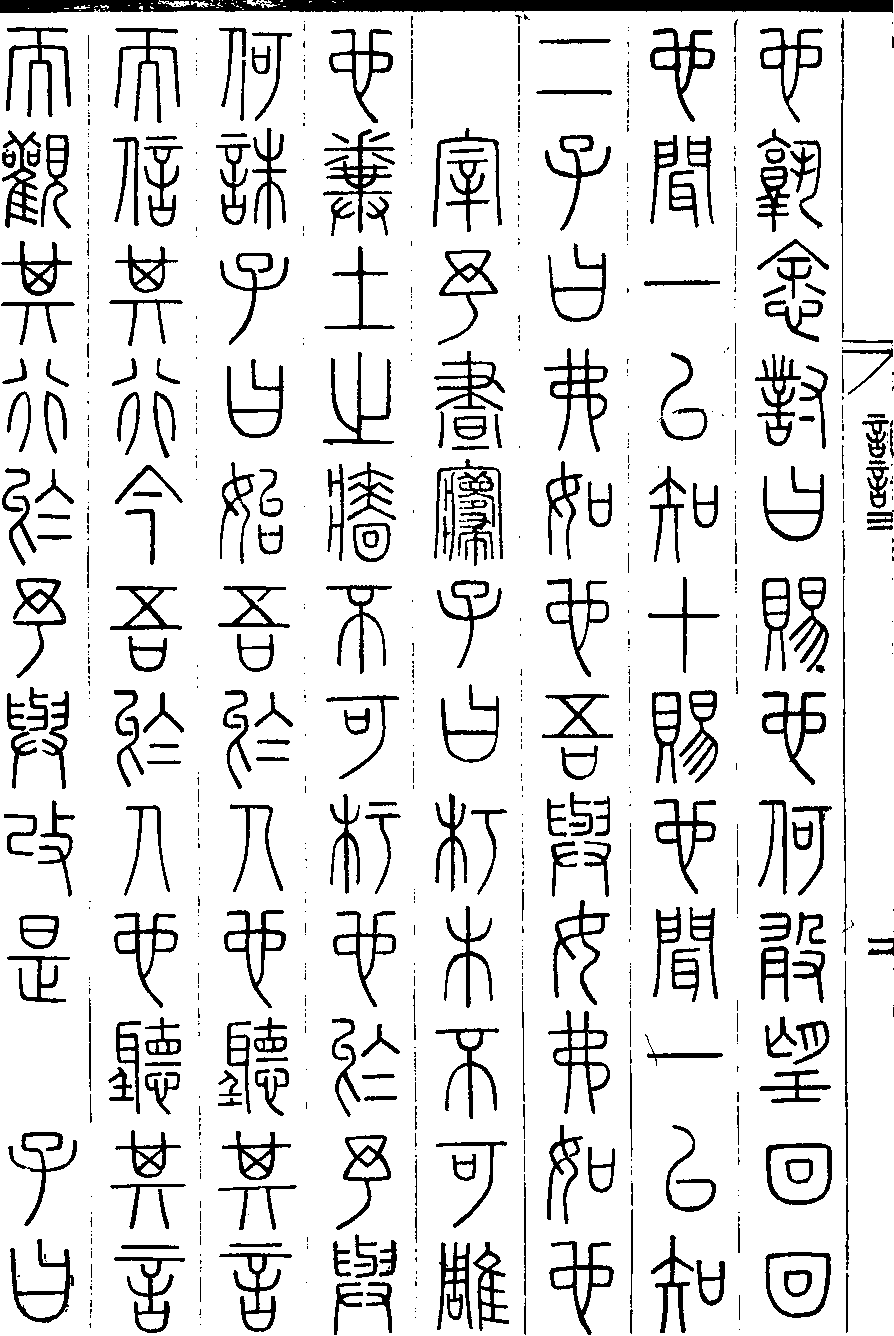 也孰愈對曰賜也何敢望回回
也聞一以知十賜也聞一以知
二子曰弗如也吾與女弗如也
宰予晝寢子曰朽木不可雕
也糞土之牆不可杇也於予與
何誅子曰始吾於人也聽其言
而信其行今吾於人也聽其言
而觀其行於予與改是 子曰